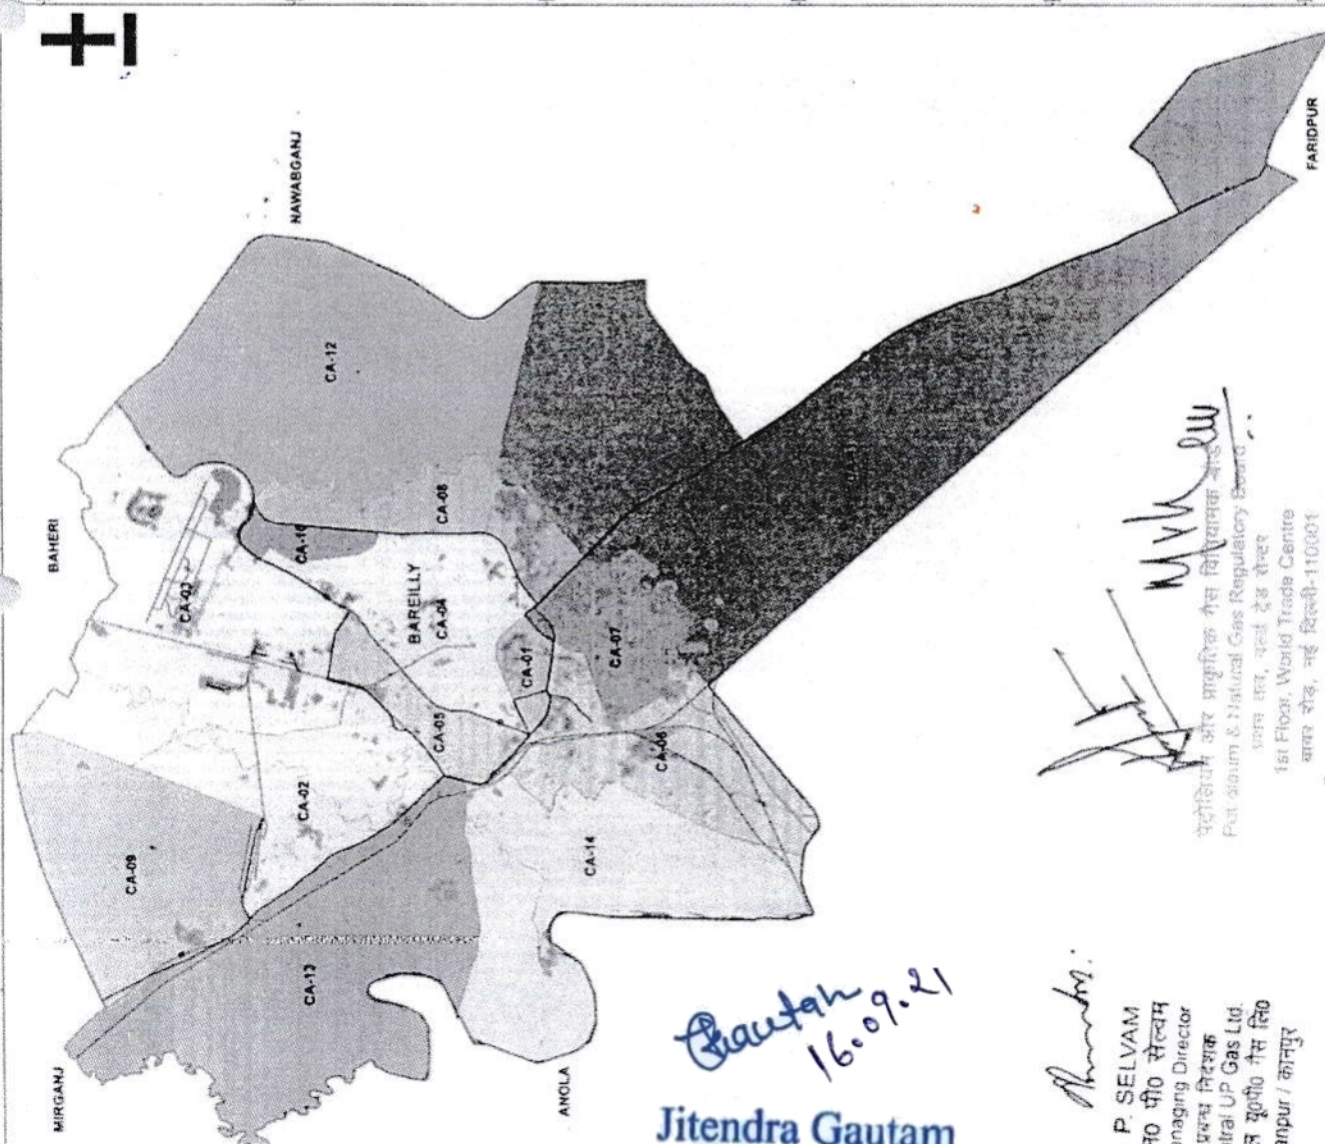 BAHERI
NAWABGANJ
CA-03
CA-12
CA-10
CA-08
BAREILLY
CA-04
CA-09
CA-02
CA-05
CA-01
CA-07
CA-06
CA-13
CA-14
MIRGANJ
ANOLA
FARIDPUR
Gautam
16.09.21
Jitendra Gautam
P. SELVAM
पी० सेल्वम
Managing Director
प्रबन्ध निदेशक
Central UP Gas Ltd.
यू०पी० गैस लि०
Kanpur / कानपुर
पेट्रोलियम और प्राकृतिक गैस विनियामक बोर्ड
Petroleum & Natural Gas Regulatory Board
प्रथम तल, वर्ल्ड ट्रेड सेन्टर
1st Floor, World Trade Centre
बाबर रोड, नई दिल्ली-110001